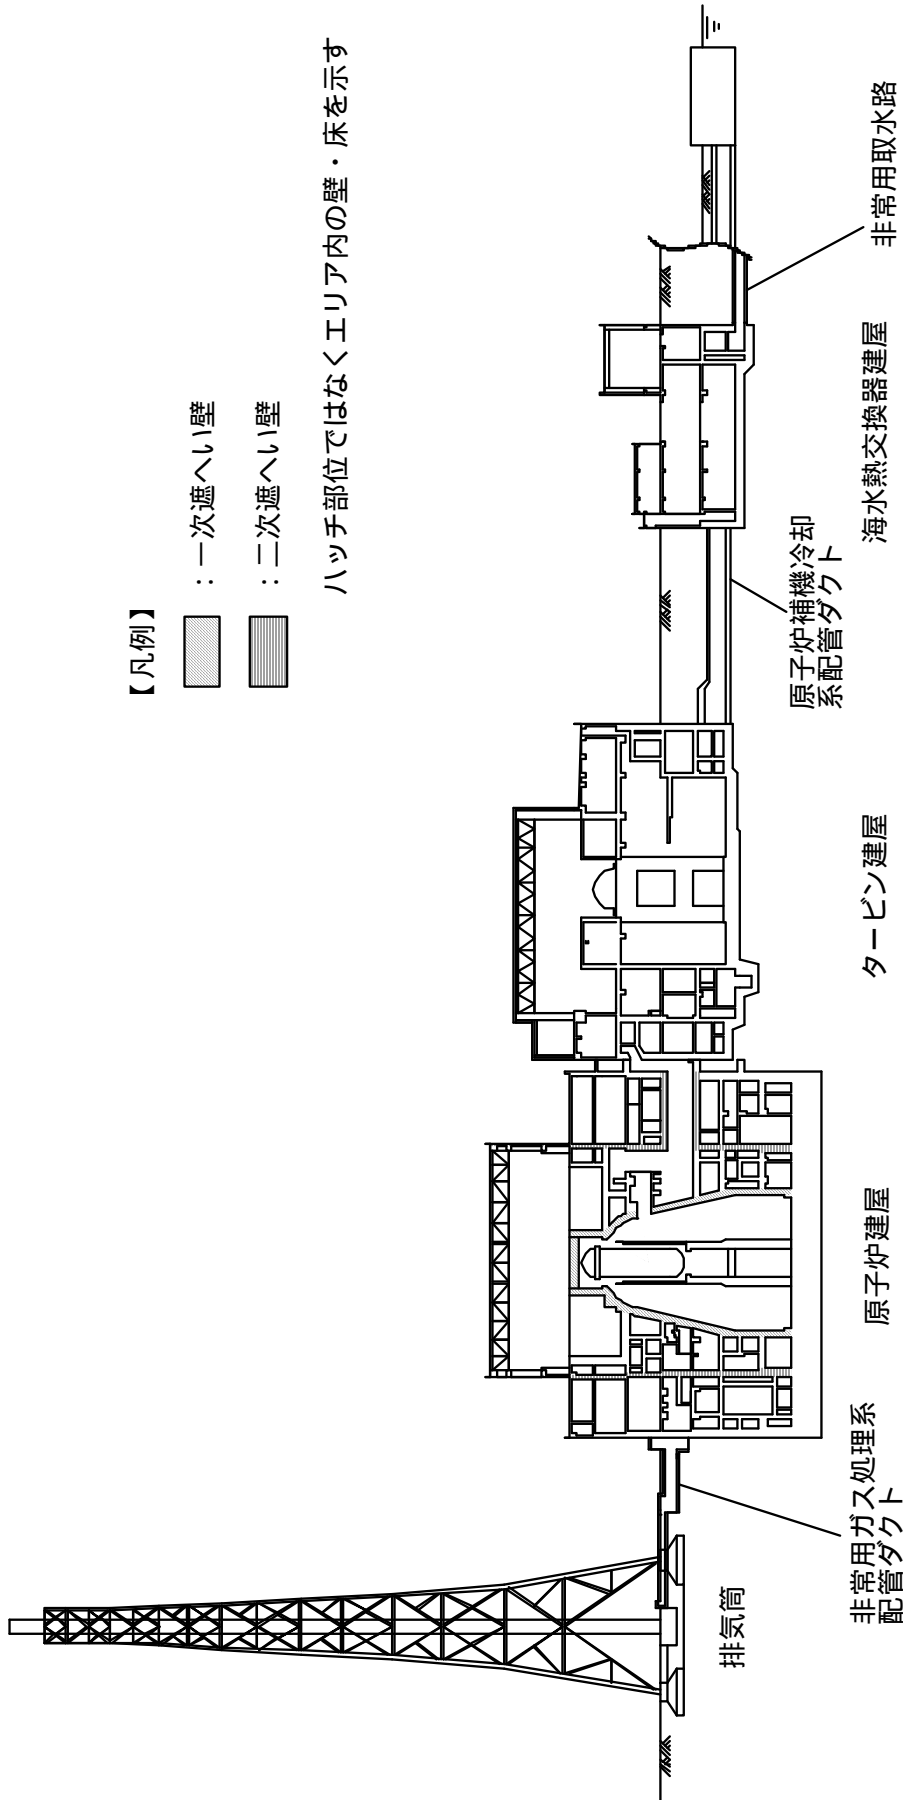 【凡例】
：一次遮へい壁
：二次遮へい壁
ハッチ部位ではなくエリア内の壁・床を示す
排気筒
非常用ガス処理系
配管ダクト
原子炉建屋
タービン建屋
原子炉補機冷却
系配管ダクト
海水熱交換器建屋
非常用取水路